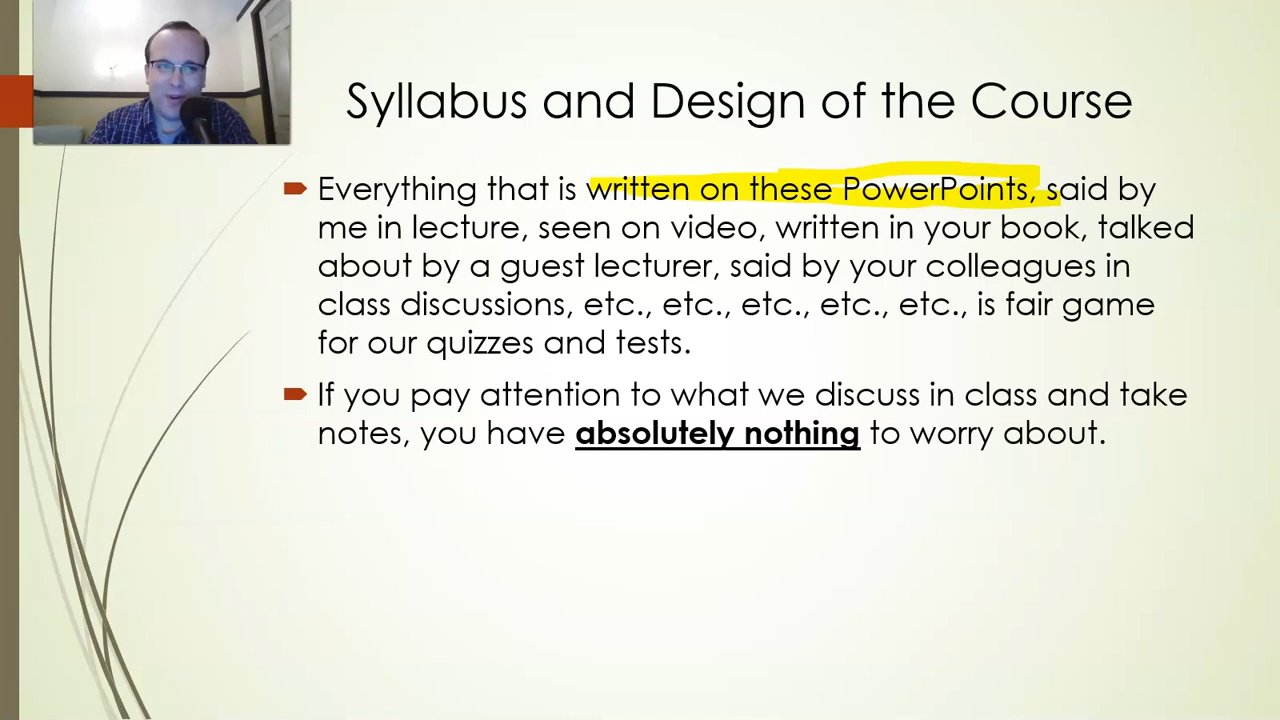 Syllabus and Design of the Course
Everything that is written on these PowerPoints, said by
me in lecture, seen on video, written in your book, talked
about by a guest lecturer, said by your colleagues in
class discussions, etc., etc., etc., etc., etc., is fair game
for our quizzes and tests.
If you pay attention to what we discuss in class and take
notes, you have absolutely nothing to worry about.